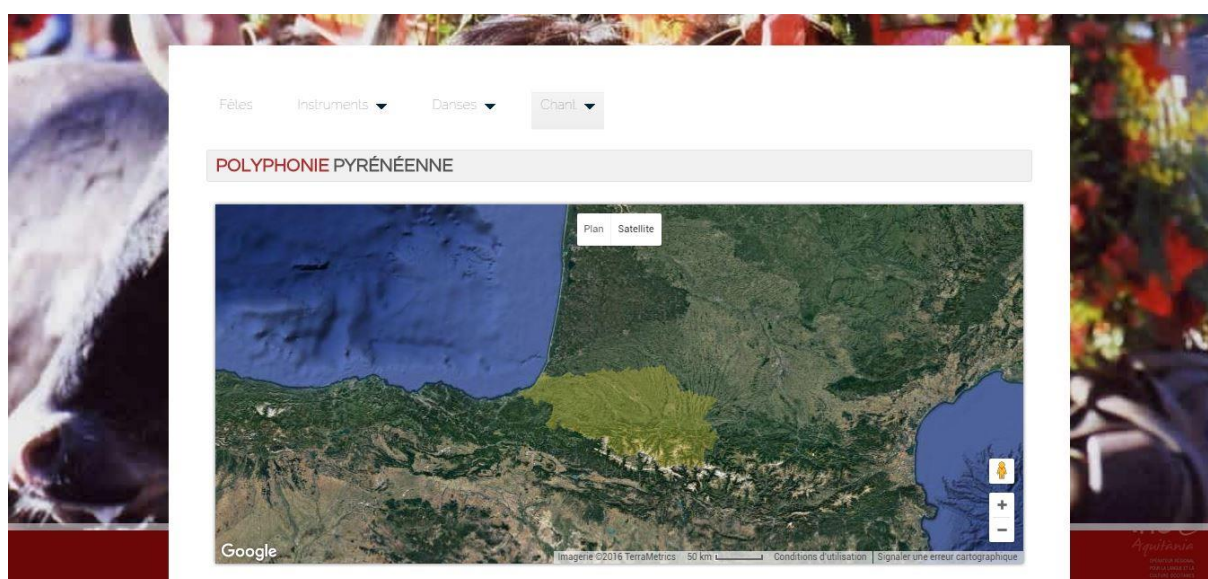 Fêtes Instruments Danses Chant
POLYPHONIE PYRÉNÉENNE
Plan Satellite
Google
Imagerie ©2016 TerraMetrics 50 km Conditions d'utilisation Signaler une erreur cartographique
Aquitània